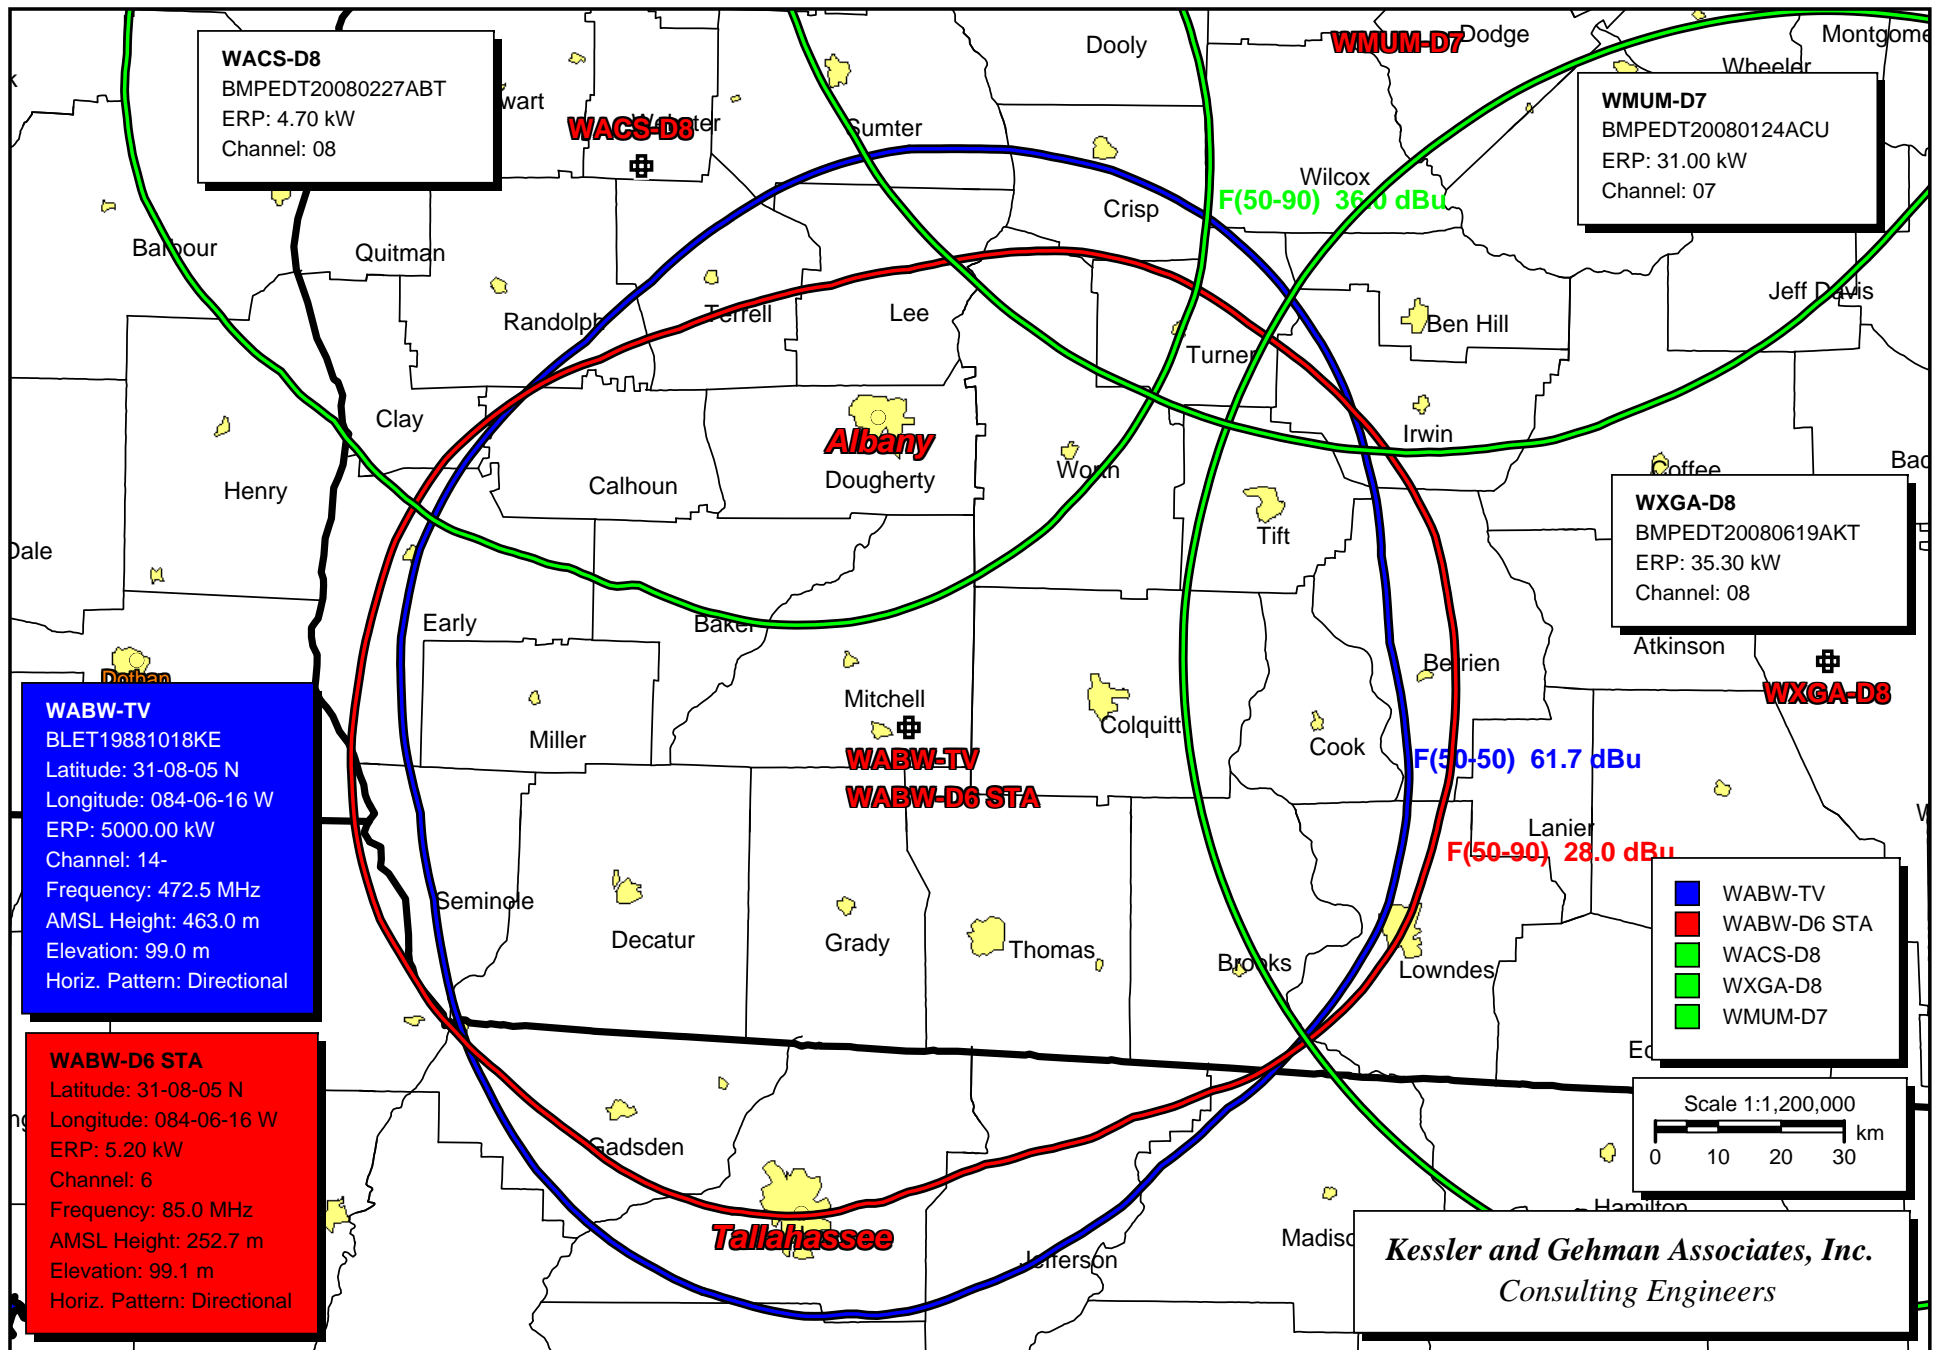 WACS-D8
BMPEDT20080227ABT
ERP: 4.70 kW
Channel: 08
Dooly
WMUM-D7
Dodge
Montgome
Wheeler
WMUM-D7
BMPEDT20080124ACU
ERP: 31.00 kW
Channel: 07
wart
Webster
WACS-D8
Sumter
Wilcox
F(50-90) 36.0 dBu
Crisp
Barbour
Quitman
Jeff Davis
Randolph
Terrell
Lee
Ben Hill
Turner
Clay
Albany
Irwin
Henry
Calhoun
Dougherty
Worth
Coffee
Bac
WXGA-D8
BMPEDT20080619AKT
ERP: 35.30 kW
Channel: 08
Dale
Tift
Early
Baker
Atkinson
Berrien
Dothan
WXGA-D8
Mitchell
Colquitt
Miller
Cook
WABW-TV
WABW-D6 STA
F(50-50) 61.7 dBu
WABW-TV
BLET19881018KE
Latitude: 31-08-05 N
Longitude: 084-06-16 W
ERP: 5000.00 kW
Channel: 14-
Frequency: 472.5 MHz
AMSL Height: 463.0 m
Elevation: 99.0 m
Horiz. Pattern: Directional
Lanier
F(50-90) 28.0 dBu
Seminole
Decatur
Grady
Thomas
Brooks
Lowndes
WABW-TV
WABW-D6 STA
WACS-D8
WXGA-D8
WMUM-D7
Ec
WABW-D6 STA
Latitude: 31-08-05 N
Longitude: 084-06-16 W
ERP: 5.20 kW
Channel: 6
Frequency: 85.0 MHz
AMSL Height: 252.7 m
Elevation: 99.1 m
Horiz. Pattern: Directional
Scale 1:1,200,000
km
0 10 20 30
Gadsden
Hamilton
Tallahassee
Jefferson
Madisc
Kessler and Gehman Associates, Inc.
Consulting Engineers